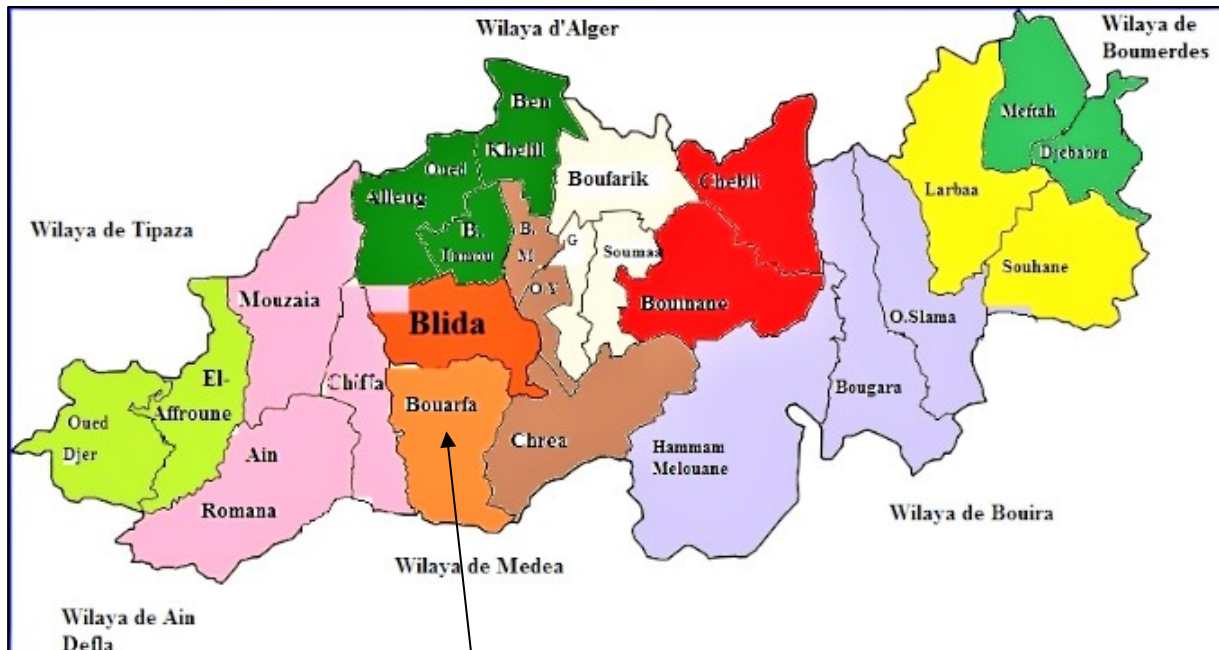 Wilaya d'Alger
Wilaya de
Boumerdes
Ben
Khelil
Oued
Alleug
B.
Boufarik
Chebli
Meftah
Djebabra
Larbaa
Wilaya de Tipaza
B.
M
G
Soumaa
Souhane
Mouzaia
O.Y
Bouinane
Blida
O.Slama
El-
Affroune
Chiffa
Bouarfa
Bougara
Oued
Djer
Ain
Romana
Chrea
Hammam
Melouane
Wilaya de Bouira
Wilaya de Medea
Wilaya de Ain
Defla